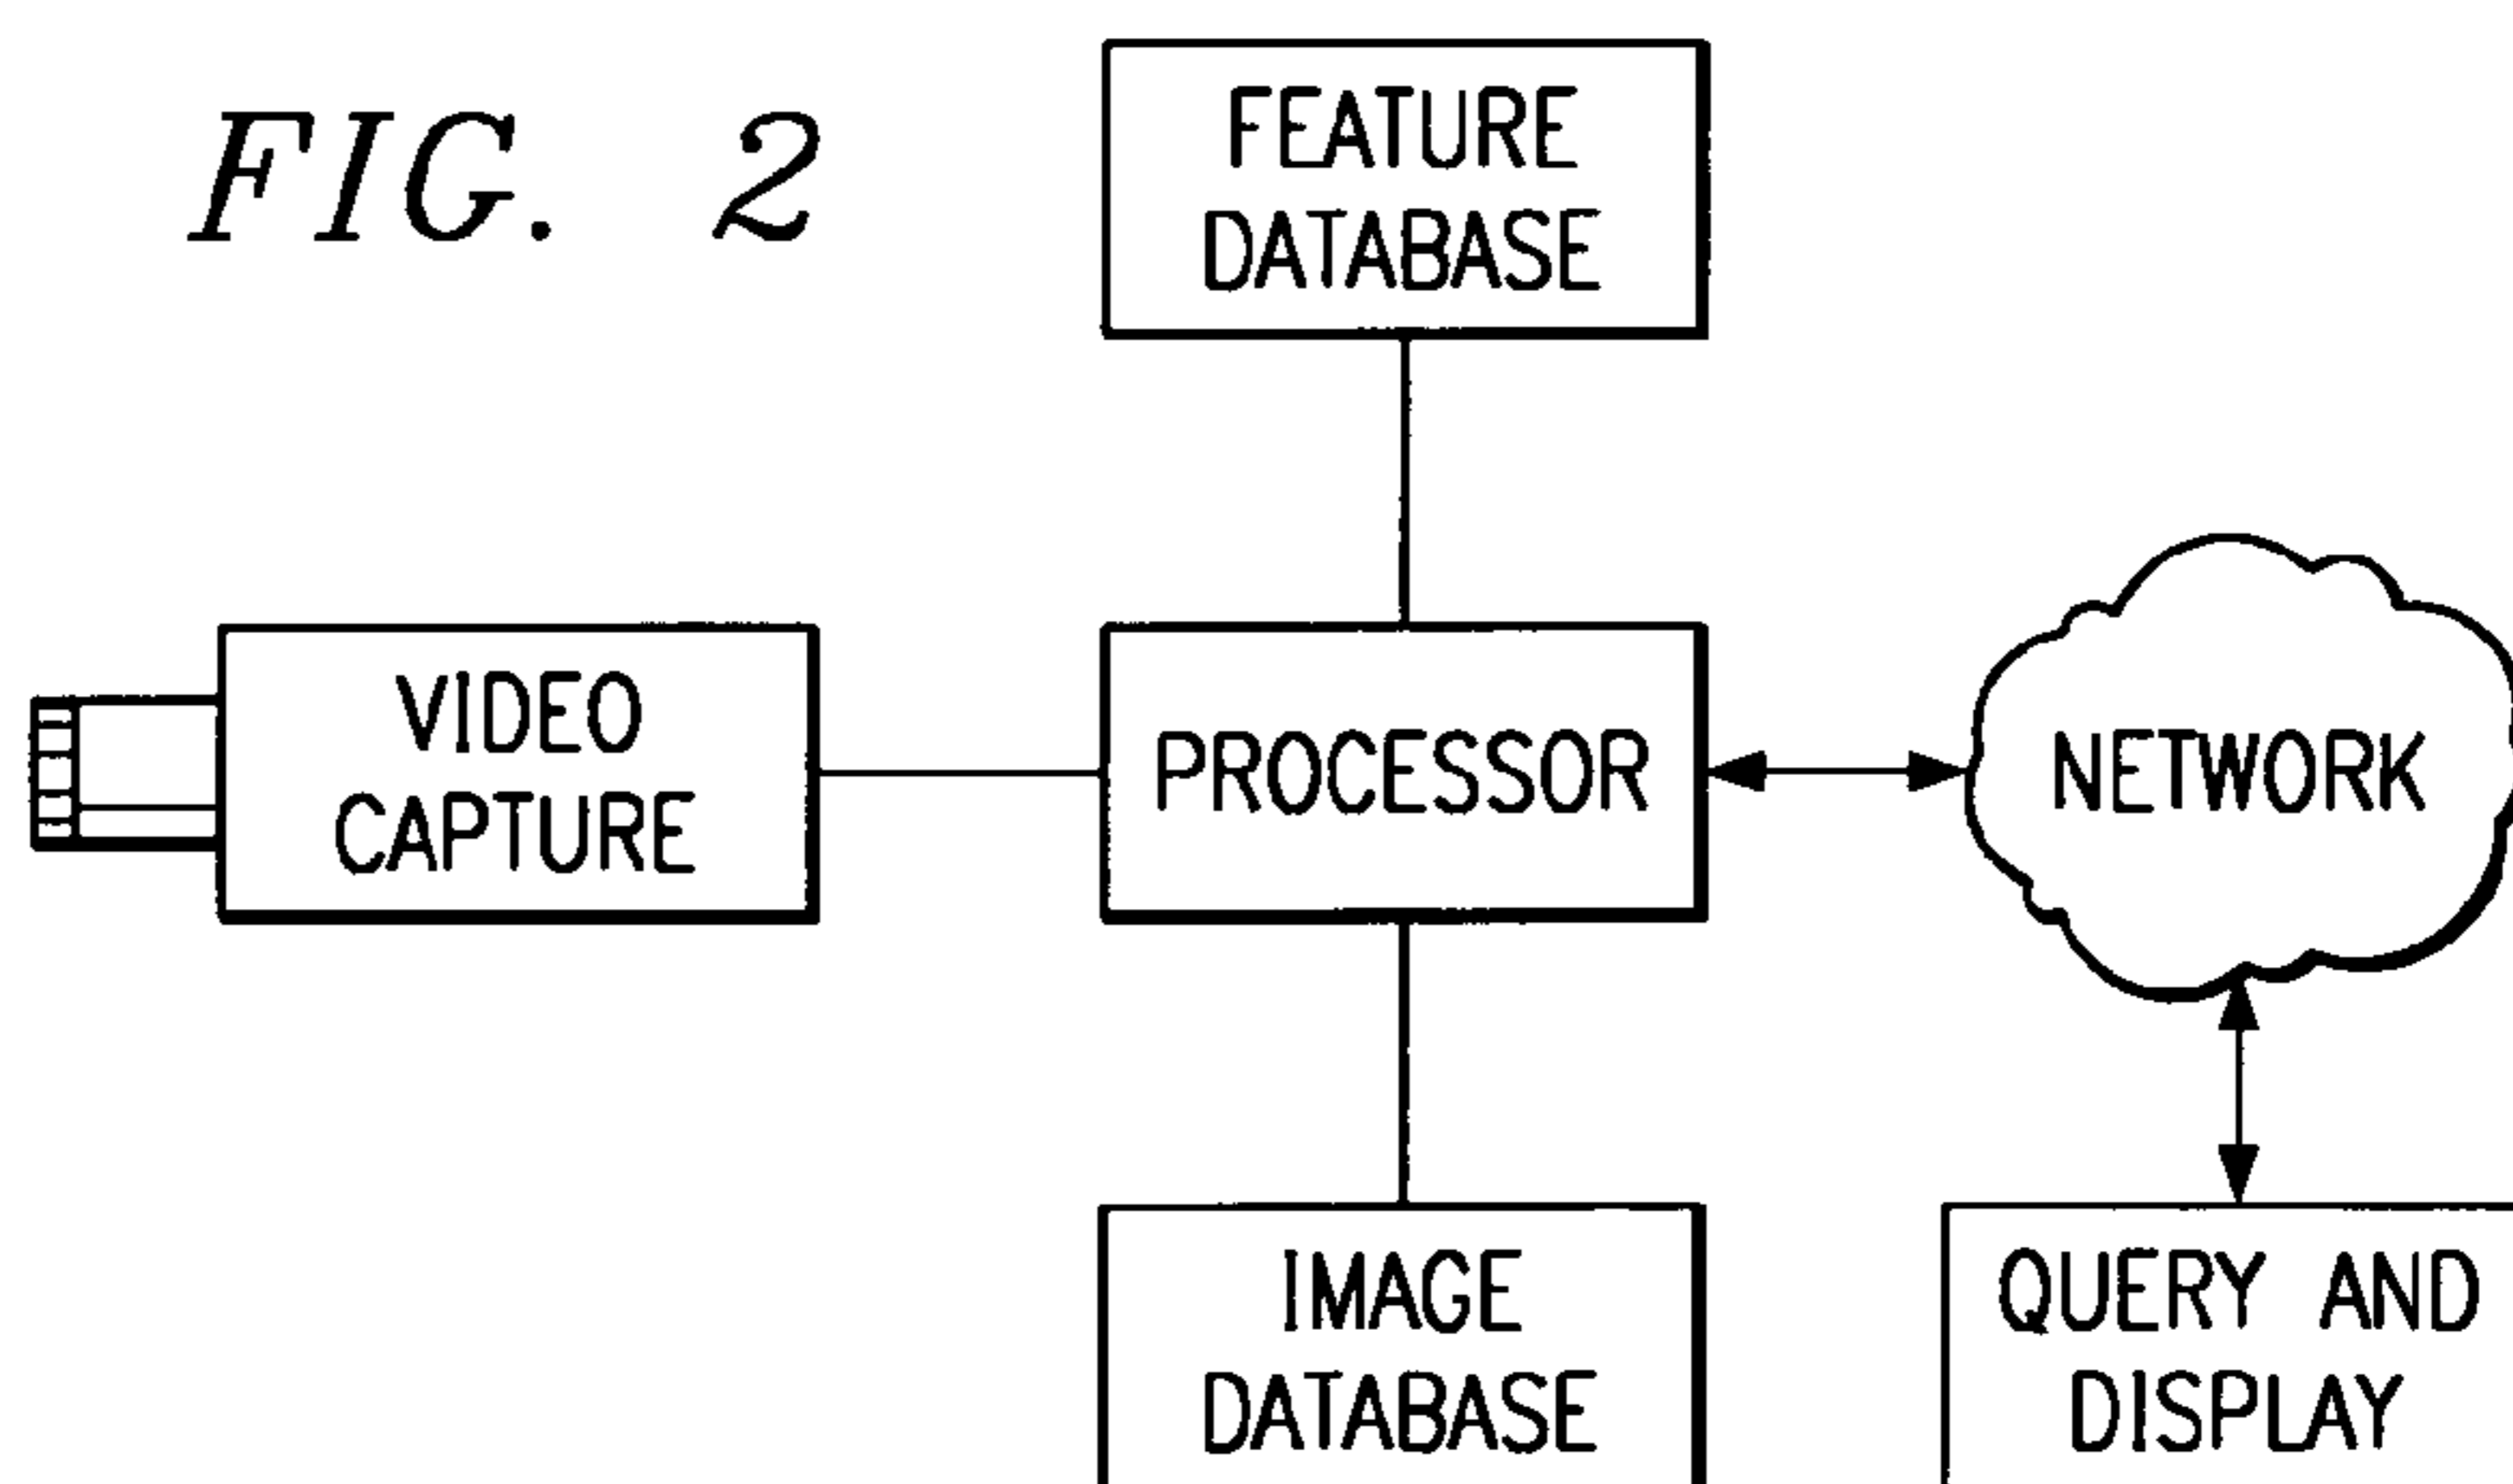 FIG. 2
FEATURE
DATABASE
VIDEO
CAPTURE
PROCESSOR
NETWORK
IMAGE
DATABASE
QUERY AND
DISPLAY